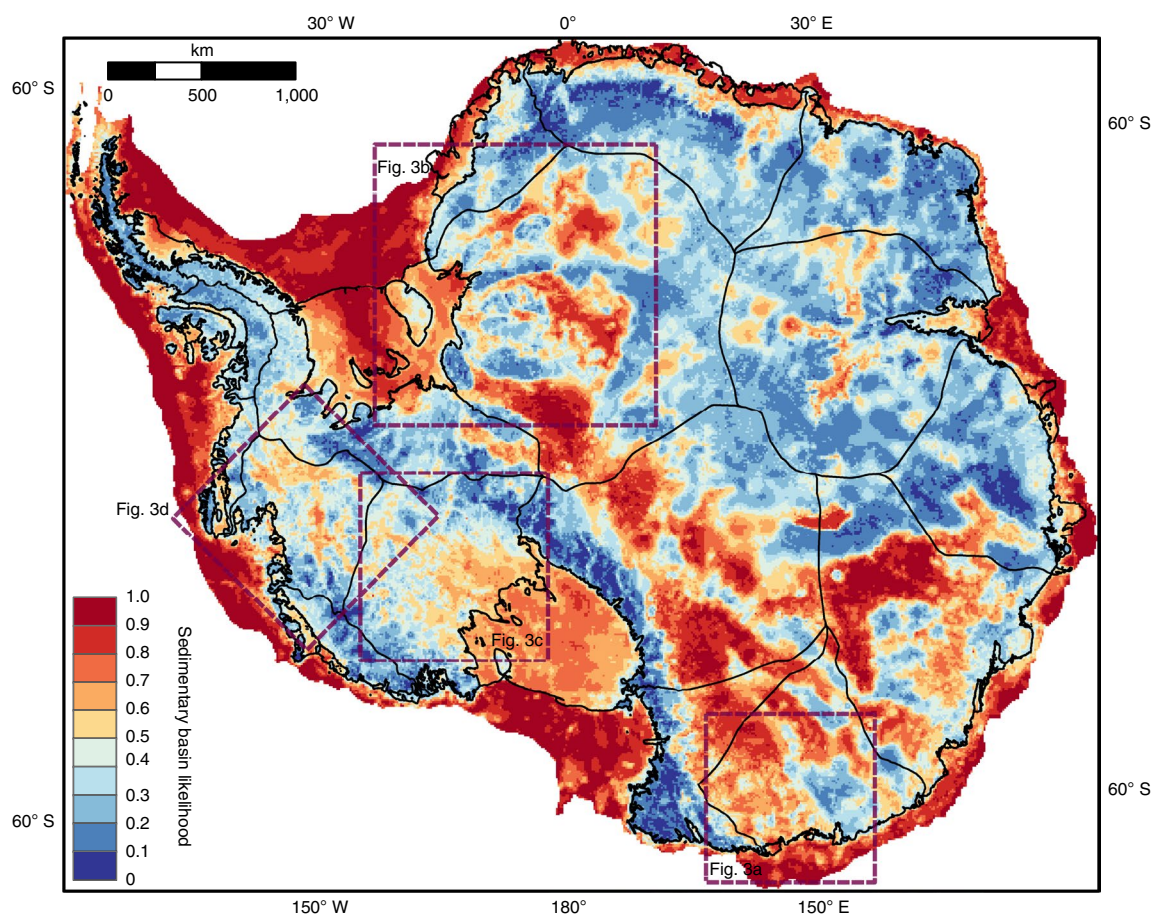 30° W 0° 30° E
km
0 500 1,000
60° S
60° S
Fig. 3b
Fig. 3d
Fig. 3c
Fig. 3a
1.0
0.9
0.8
0.7
0.6
0.5
0.4
0.3
0.2
0.1
0
Sedimentary basin likelihood
60° S
60° S
150° W 180° 150° E